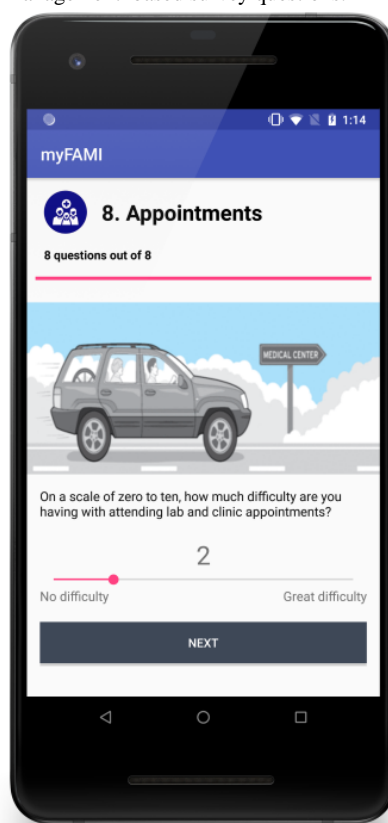 1:14
myFAMI
8. Appointments
8 questions out of 8
MEDICAL CENTER
On a scale of zero to ten, how much difficulty are you
having with attending lab and clinic appointments?
2
No difficulty Great difficulty
NEXT